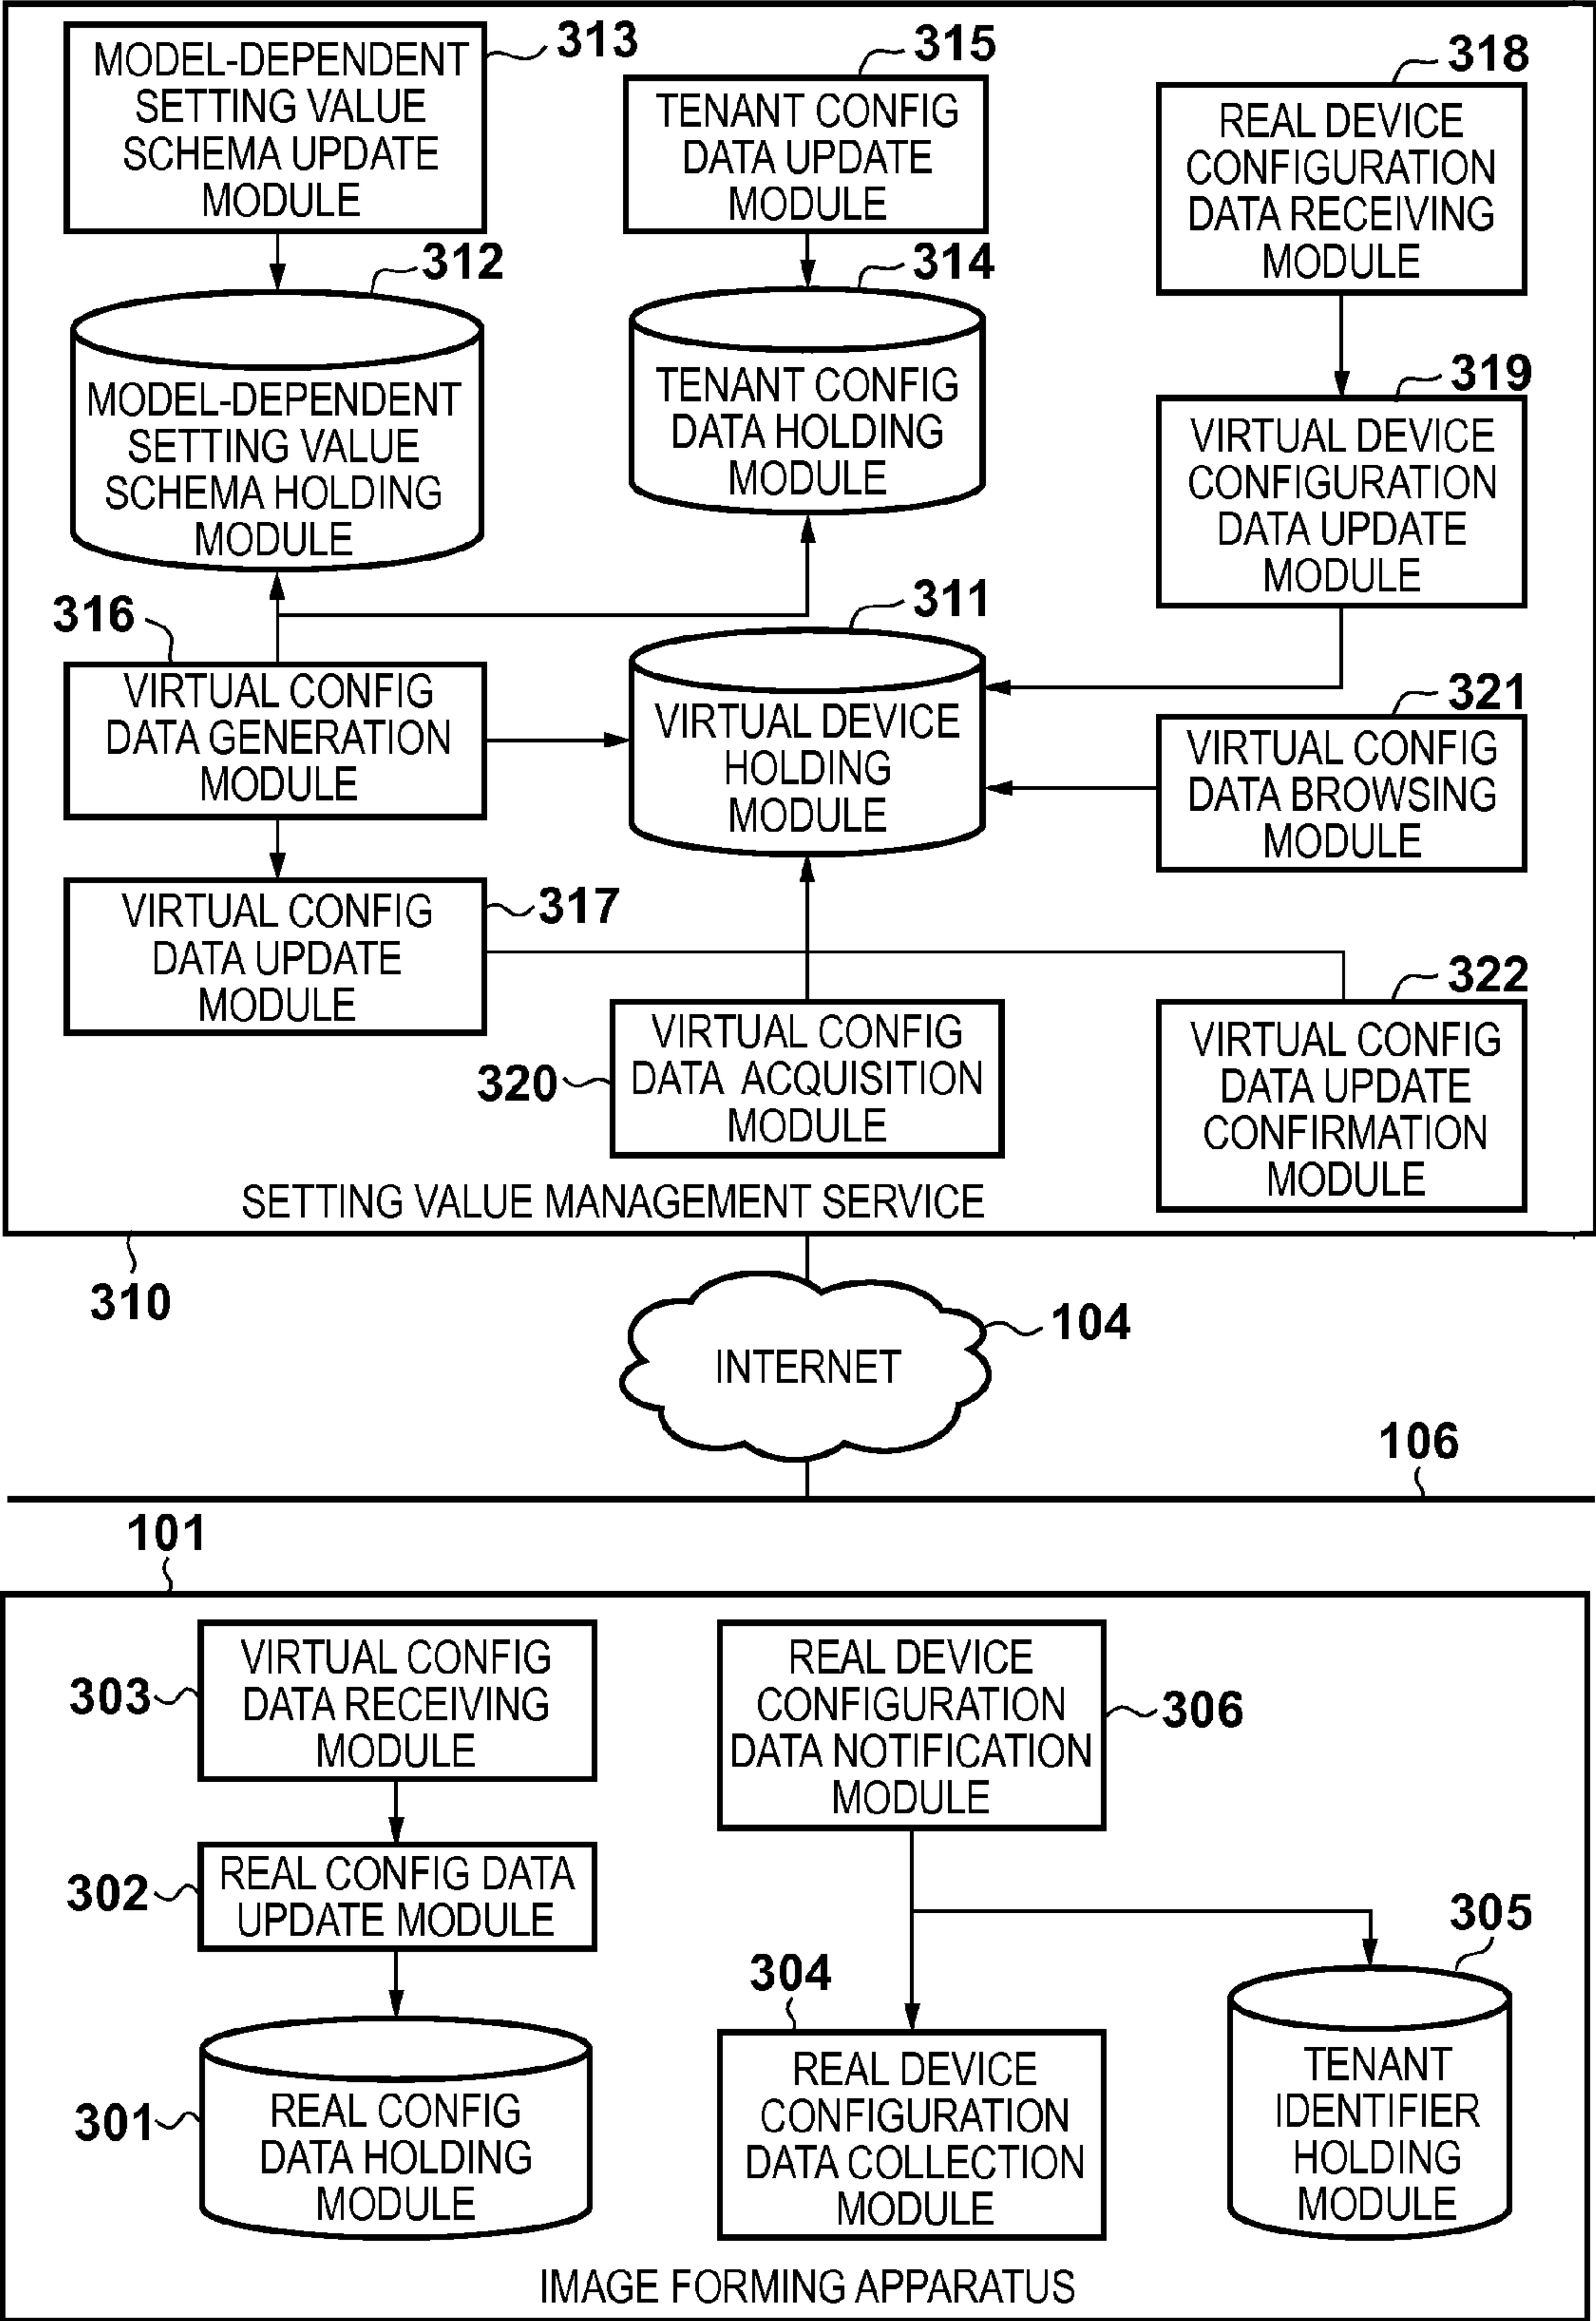 313
MODEL-DEPENDENT
SETTING VALUE
SCHEMA UPDATE
MODULE
315
TENANT CONFIG
DATA UPDATE
MODULE
318
REAL DEVICE
CONFIGURATION
DATA RECEIVING
MODULE
312
MODEL-DEPENDENT
SETTING VALUE
SCHEMA HOLDING
MODULE
314
TENANT CONFIG
DATA HOLDING
MODULE
319
VIRTUAL DEVICE
CONFIGURATION
DATA UPDATE
MODULE
316
VIRTUAL CONFIG
DATA GENERATION
MODULE
311
VIRTUAL DEVICE
HOLDING
MODULE
321
VIRTUAL CONFIG
DATA BROWSING
MODULE
317
VIRTUAL CONFIG
DATA UPDATE
MODULE
320
VIRTUAL CONFIG
DATA ACQUISITION
MODULE
322
VIRTUAL CONFIG
DATA UPDATE
CONFIRMATION
MODULE
SETTING VALUE MANAGEMENT SERVICE
310
104
INTERNET
106
101
303
VIRTUAL CONFIG
DATA RECEIVING
MODULE
REAL DEVICE
CONFIGURATION
DATA NOTIFICATION
MODULE
306
302
REAL CONFIG DATA
UPDATE MODULE
301
REAL CONFIG
DATA HOLDING
MODULE
304
REAL DEVICE
CONFIGURATION
DATA COLLECTION
MODULE
305
TENANT
IDENTIFIER
HOLDING
MODULE
IMAGE FORMING APPARATUS